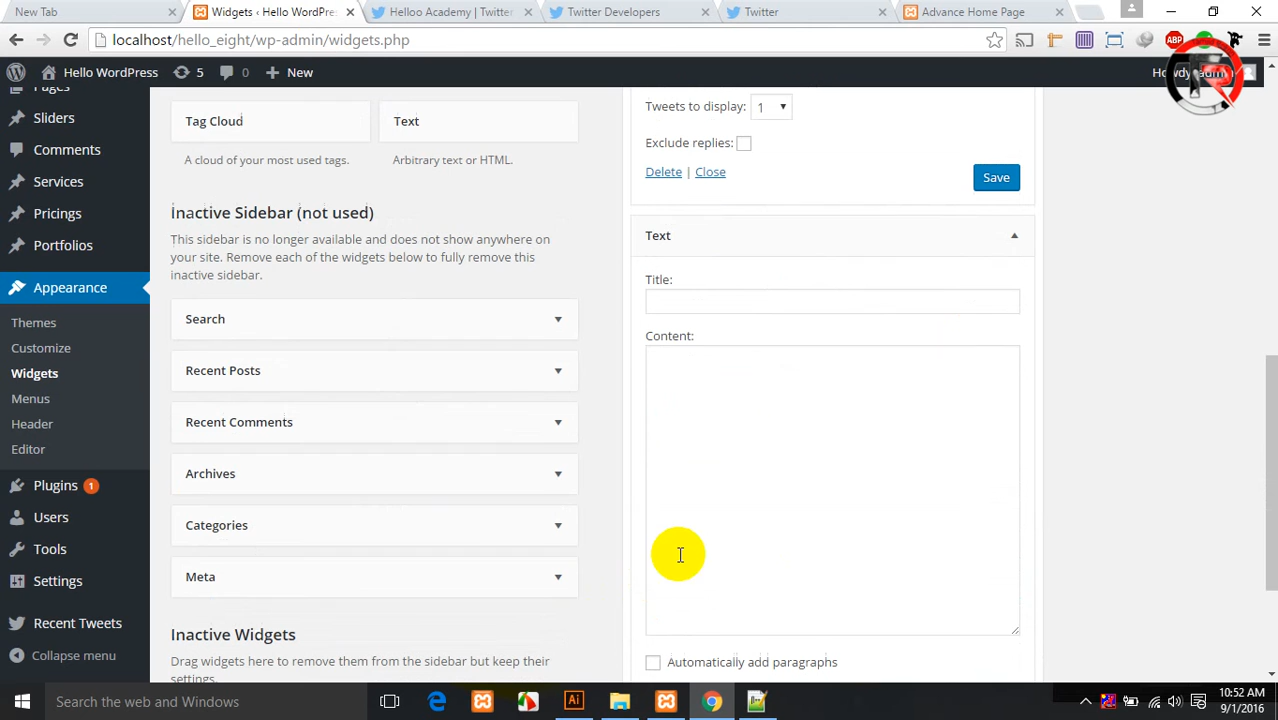 New Tab
Widgets ‹ Hello WordPre
Helloo Academy | Twitter
Twitter Developers
Twitter
Advance Home Page
localhost/hello_eight/wp-admin/widgets.php
ABP
Hello WordPress
5
0
New
Howdy, admin
Pages
Sliders
Comments
Services
Pricings
Portfolios
Appearance
Themes
Customize
Widgets
Menus
Header
Editor
Plugins 1
Users
Tools
Settings
Recent Tweets
Collapse menu
Tag Cloud
Text
A cloud of your most used tags.
Arbitrary text or HTML.
Inactive Sidebar (not used)
This sidebar is no longer available and does not show anywhere on
your site. Remove each of the widgets below to fully remove this
inactive sidebar.
Search
Recent Posts
Recent Comments
Archives
Categories
Meta
Inactive Widgets
Drag widgets here to remove them from the sidebar but keep their
settings.
Tweets to display: 1
Exclude replies:
Delete | Close
Save
Text
Title:
Content:
Automatically add paragraphs
Search the web and Windows
Ai
10:52 AM
9/1/2016